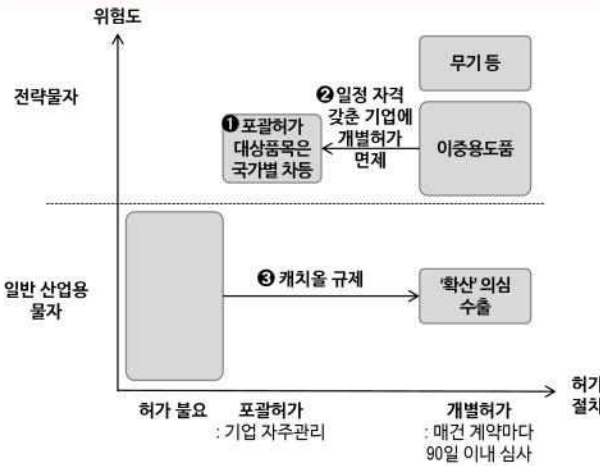 위험도
전략물자
무기 등
❷ 일정 자격
갖춘 기업에
개별허가
면제
❶ 포괄허가
대상품목은
국가별 차등
이중용도품
일반 산업용
물자
❸ 캐치올 규제
'확산' 의심
수출
허가 불요
포괄허가
: 기업 자주관리
개별허가
: 매건 계약마다
90일 이내 심사
허가
절차